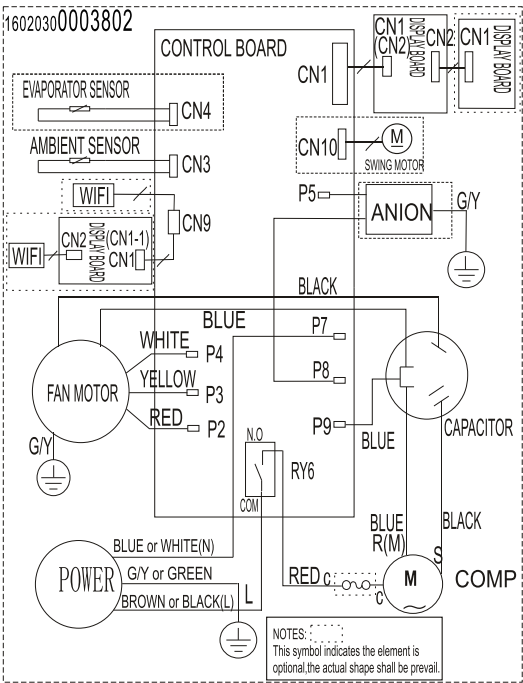 16020300003802
CONTROL BOARD
CN1
CN1
(CN2)
DISPLAY BOARD
CN2
CN1
DISPLAY BOARD
EVAPORATOR SENSOR
CN4
AMBIENT SENSOR
CN3
CN10
M
SWING MOTOR
WIFI
CN9
P5
ANION
G/Y
WIFI
CN2
DISPLAY BOARD
(CN1-1)
CN1
BLACK
BLUE
P7
WHITE
P4
P8
FAN MOTOR
YELLOW
P3
RED
P2
P9
BLUE
CAPACITOR
G/Y
N.O
RY6
COM
BLUE
R(M)
BLACK
S
POWER
BLUE or WHITE(N)
G/Y or GREEN
BROWN or BLACK(L)
L
RED
C
C
M
COMP
NOTES:
This symbol indicates the element is
optional,the actual shape shall be prevail.